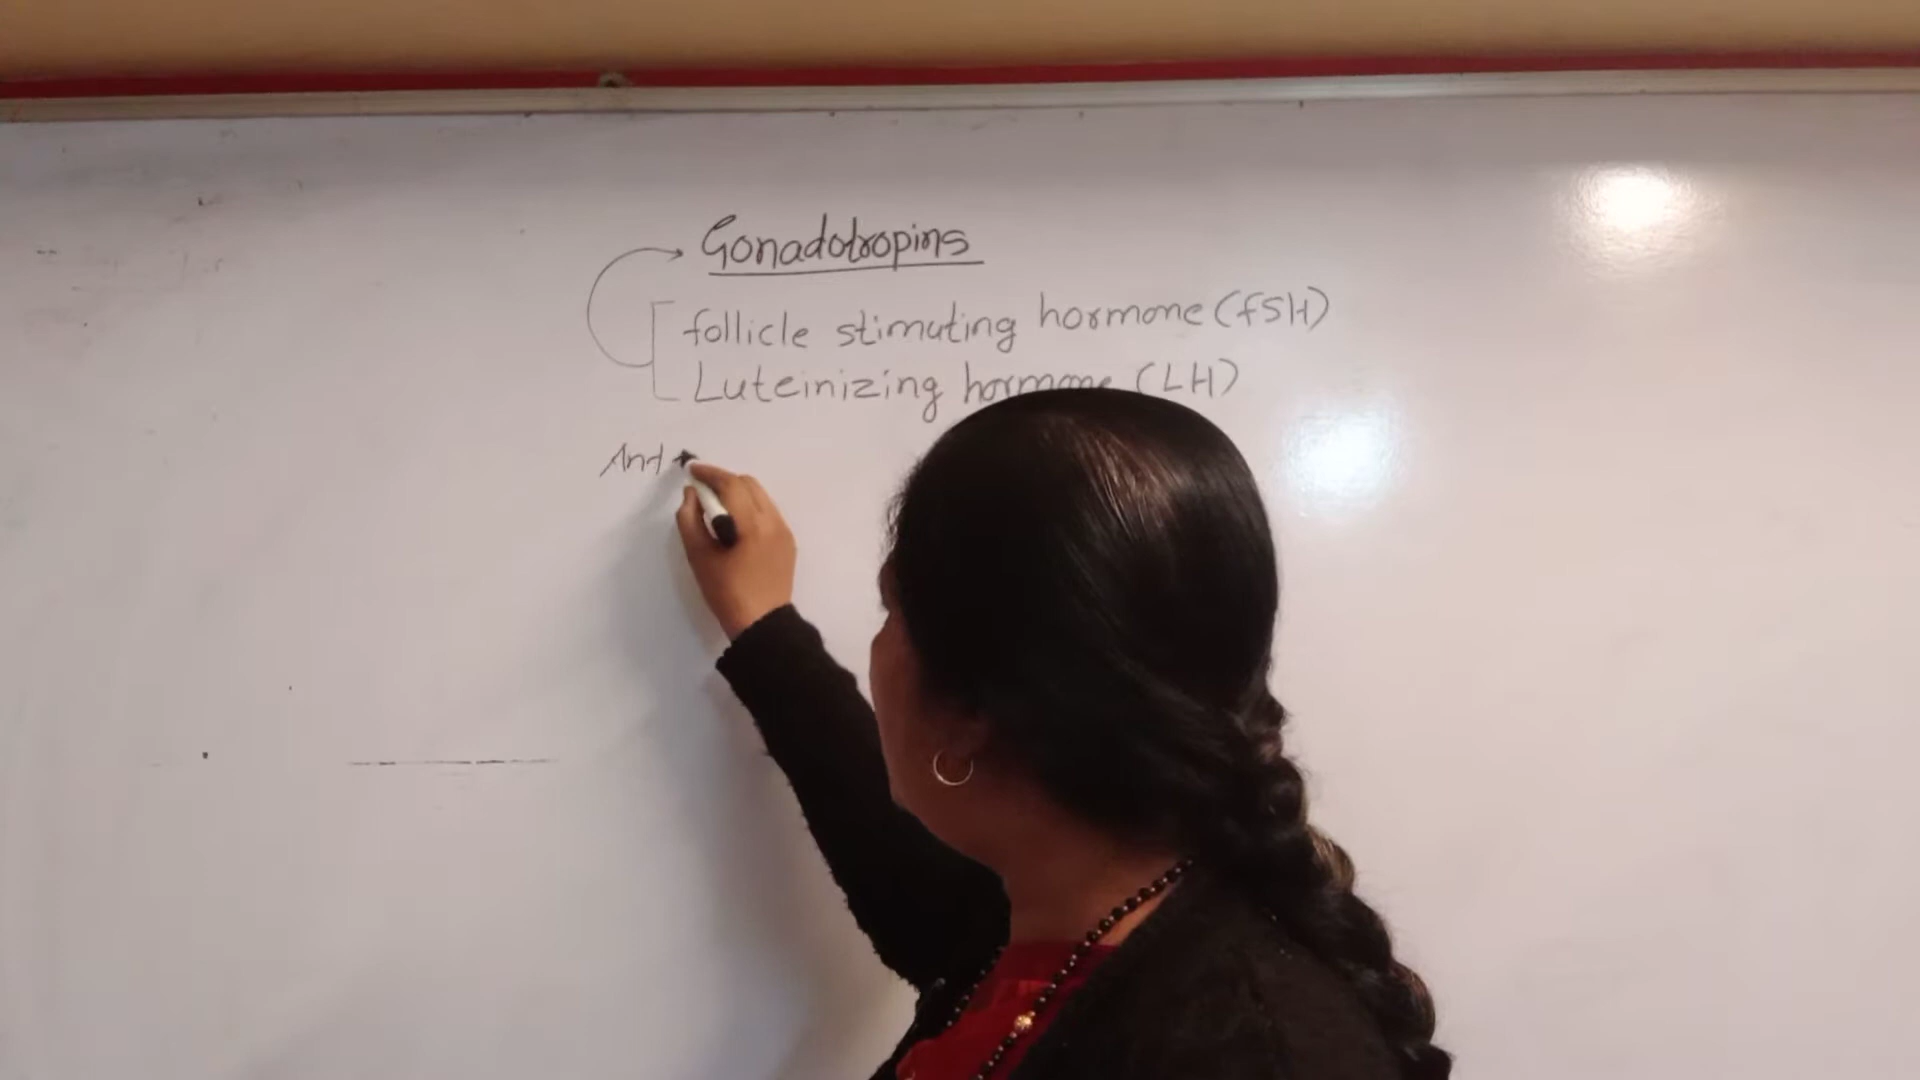 Gonadotropins
follicle stimuting hormone (fSH)
Luteinizing hormone (LH)
Ant